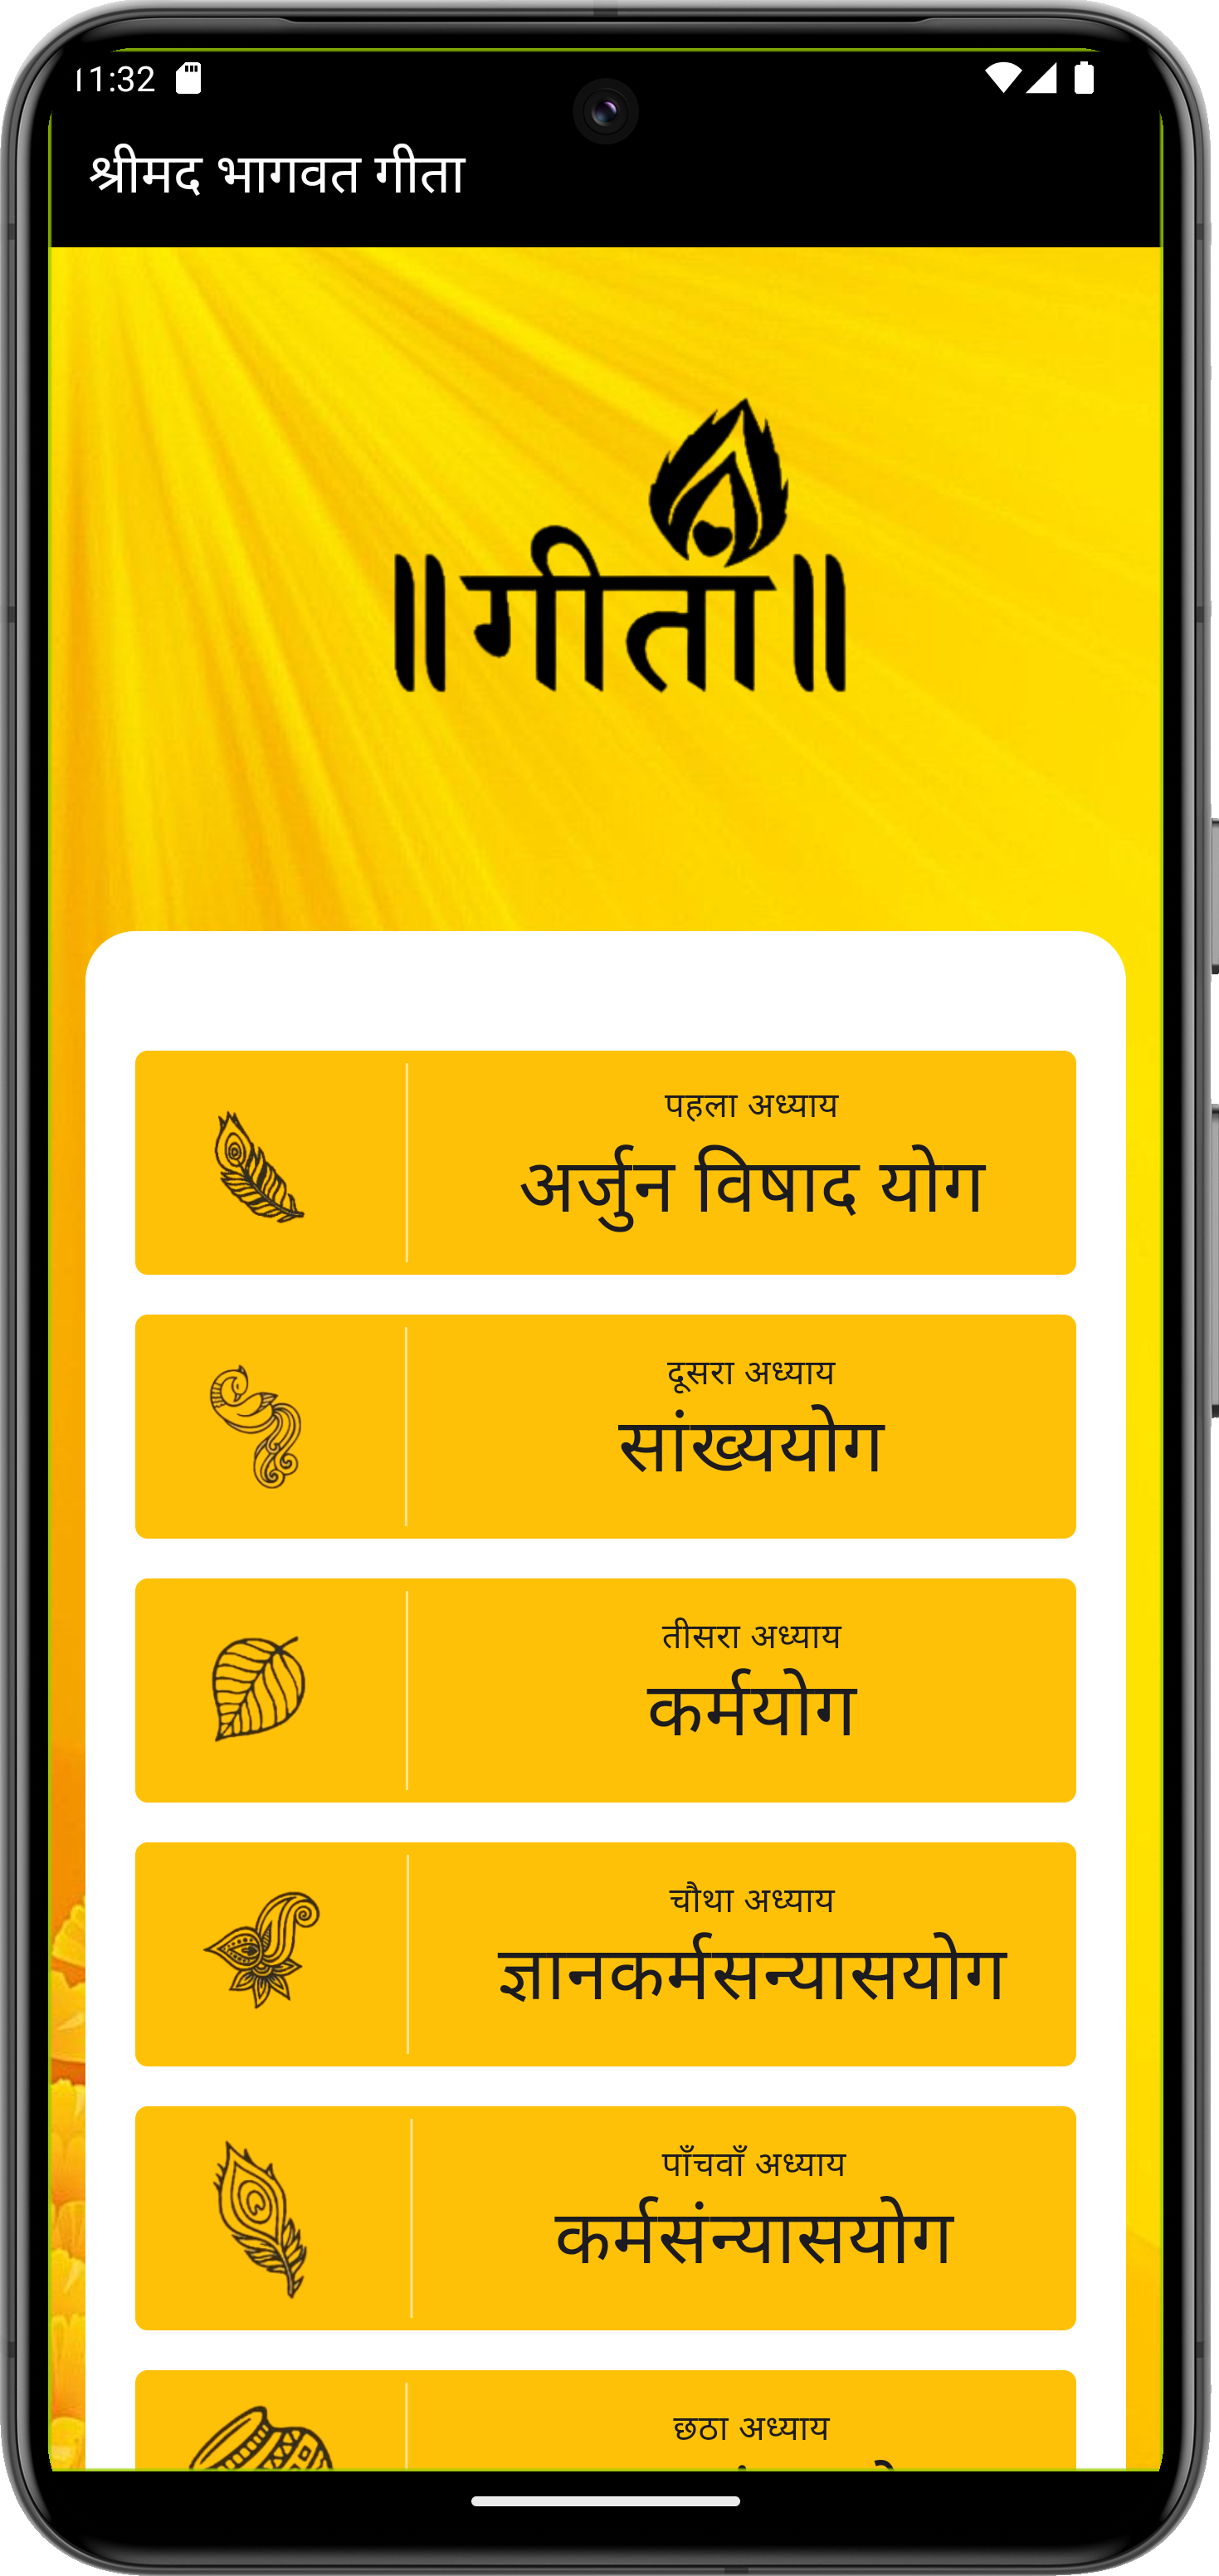 11:32
श्रीमद भागवत गीता
॥गीता॥
पहला अध्याय
अर्जुन विषाद योग
दूसरा अध्याय
सांख्ययोग
तीसरा अध्याय
कर्मयोग
चौथा अध्याय
ज्ञानकर्मसन्यासयोग
पाँचवाँ अध्याय
कर्मसंन्यासयोग
छठा अध्याय